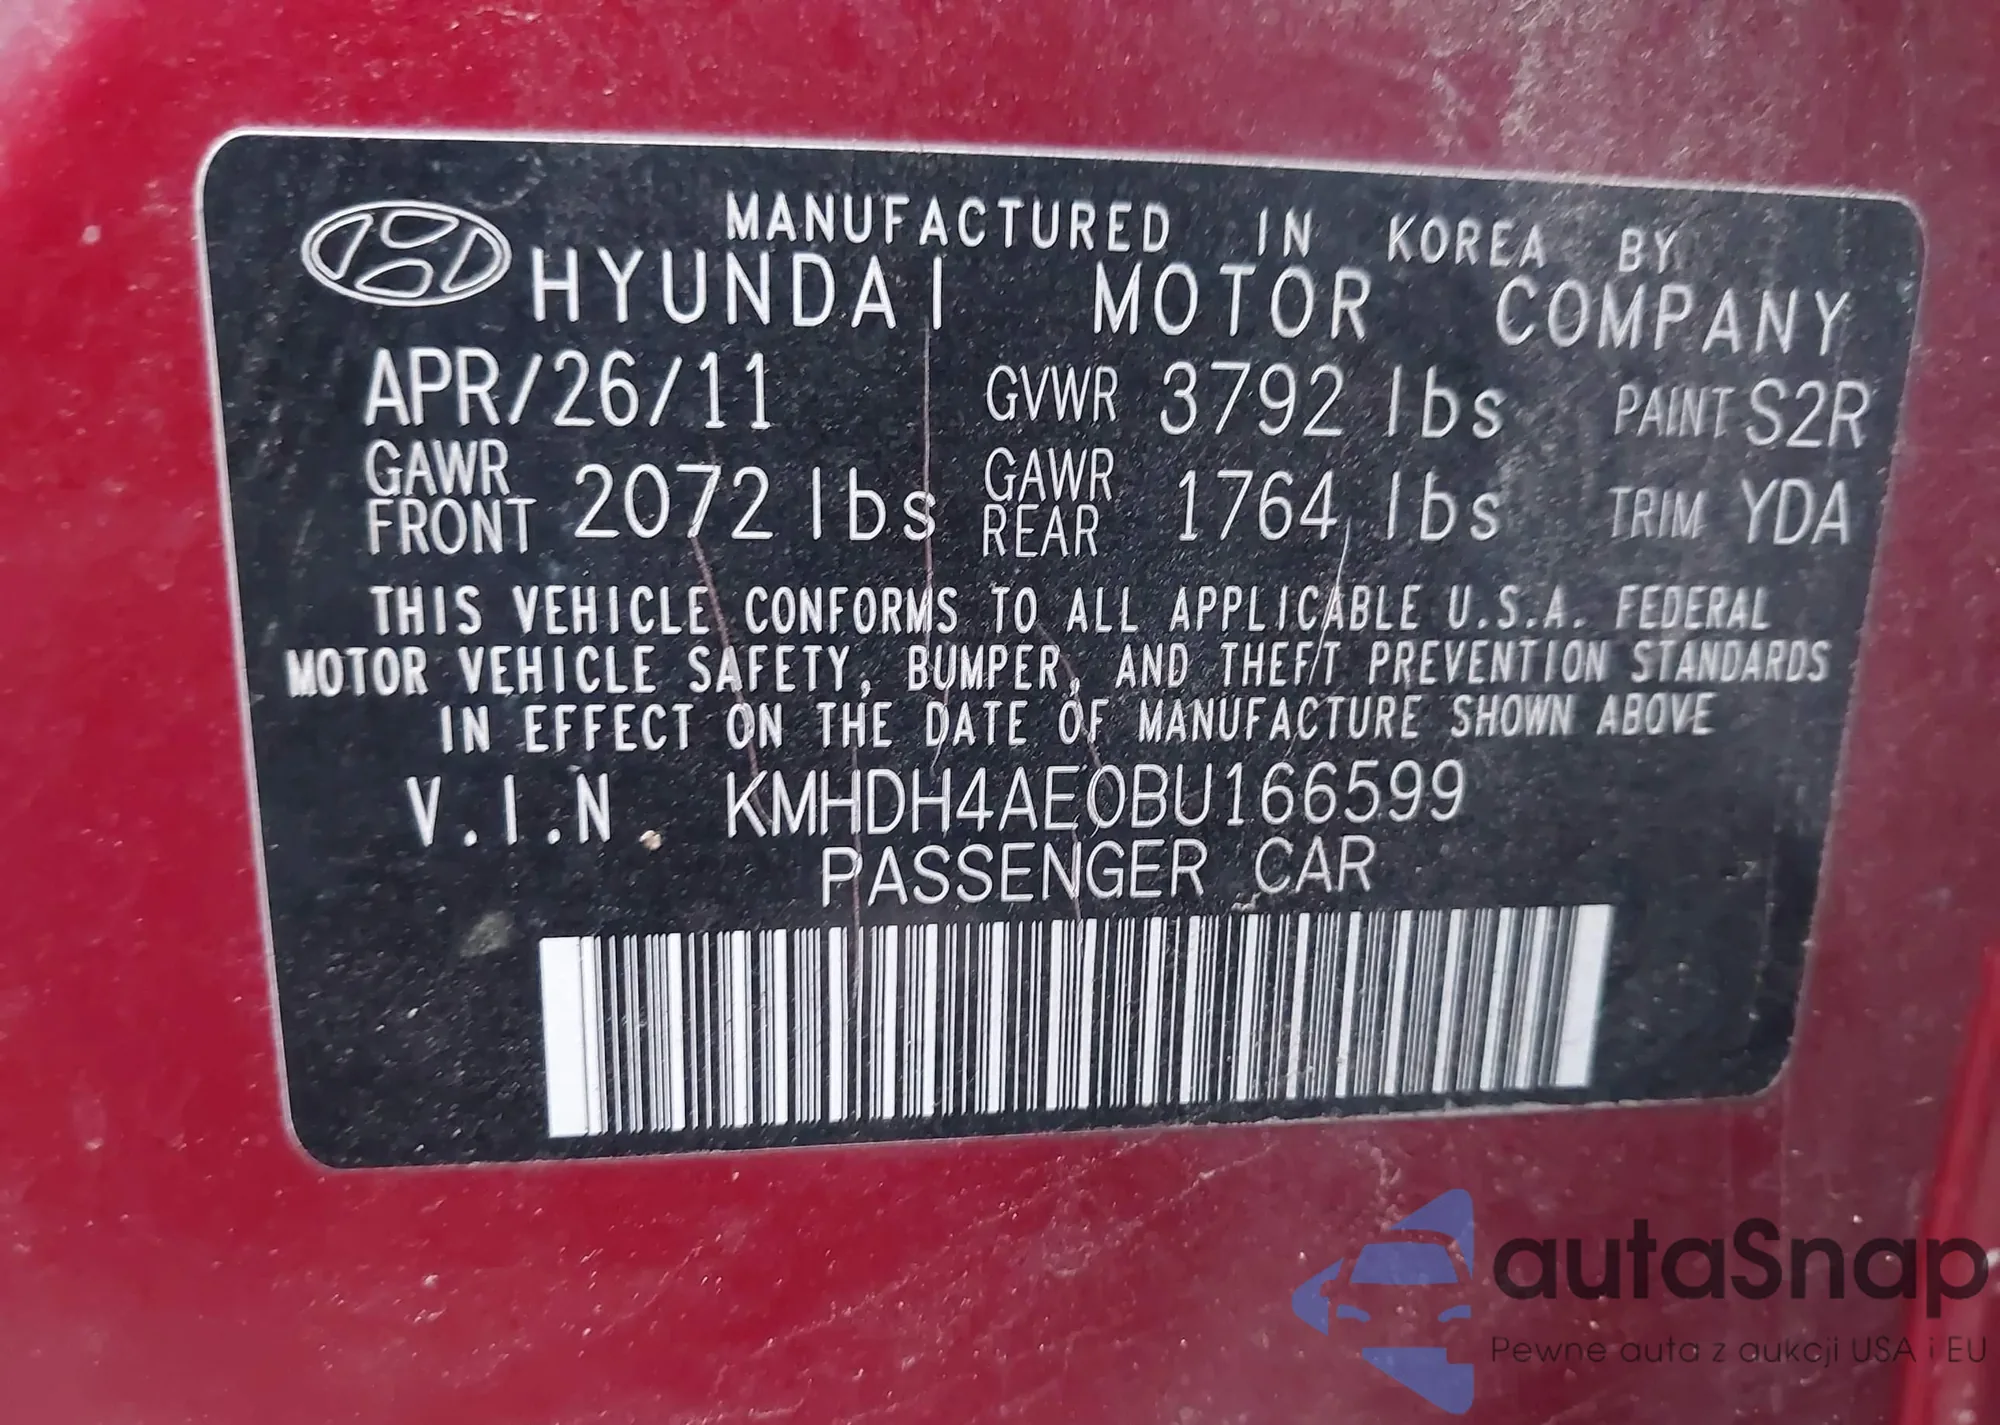 MANUFACTURED IN KOREA BY
HYUNDAI MOTOR COMPANY
APR/26/11 GVWR 3792 lbs PAINT S2R
GAWR FRONT 2072 lbs GAWR REAR 1764 lbs TRIM YDA
THIS VEHICLE CONFORMS TO ALL APPLICABLE U.S.A. FEDERAL
MOTOR VEHICLE SAFETY, BUMPER, AND THEFT PREVENTION STANDARDS
IN EFFECT ON THE DATE OF MANUFACTURE SHOWN ABOVE
V.I.N. KMHDH4AE0BU166599
PASSENGER CAR
autaSnap
Pewne auta z aukcji USA i EU